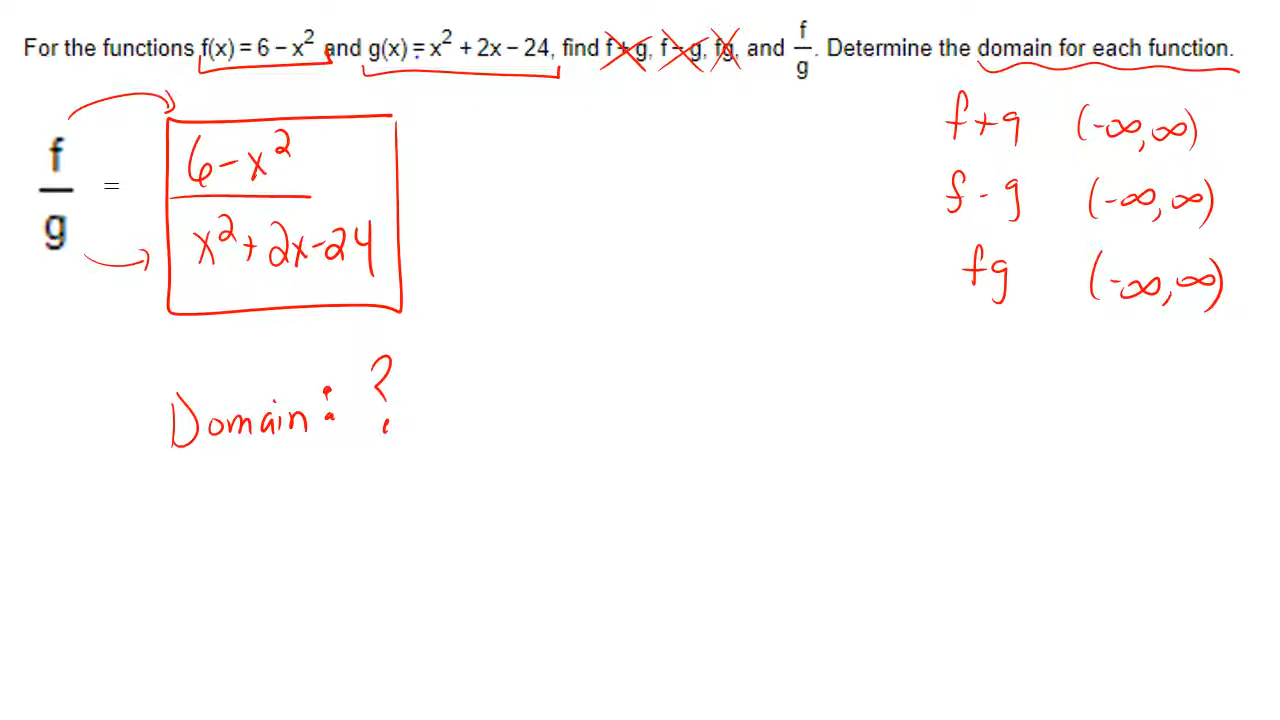 For the functions f(x) = 6 – x² and g(x) = x² + 2x – 24, find f + g, f – g, fg, and f/g. Determine the domain for each function.
f + g (-∞, ∞)
f/g = (6 - x²)/(x² + 2x - 24)
f - g (-∞, ∞)
fg (-∞, ∞)
Domain: ?